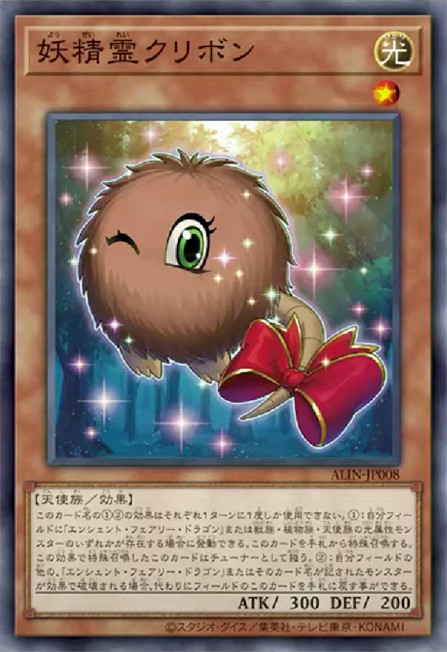 妖精霊クリボン
光
ALIN-JP008
【天使族／効果】
このカード名の①②の効果はそれぞれ1ターンに1度しか使用できない。①：自分フィー
ルドに「エンシェント・フェアリー・ドラゴン」または獣族・植物族・天使族の光属性モン
スターのいずれかが存在する場合に発動できる。このカードを手札から特殊召喚する。
この効果で特殊召喚したこのカードはチューナーとして扱う。②：自分フィールドの
他の、「エンシェント・フェアリー・ドラゴン」またはそのカード名が記されたモンスター
が効果で破壊される場合、代わりにフィールドのこのカードを手札に戻す事ができる。
ATK/ 300 DEF/ 200
©スタジオ・ダイス／集英社・テレビ東京・KONAMI